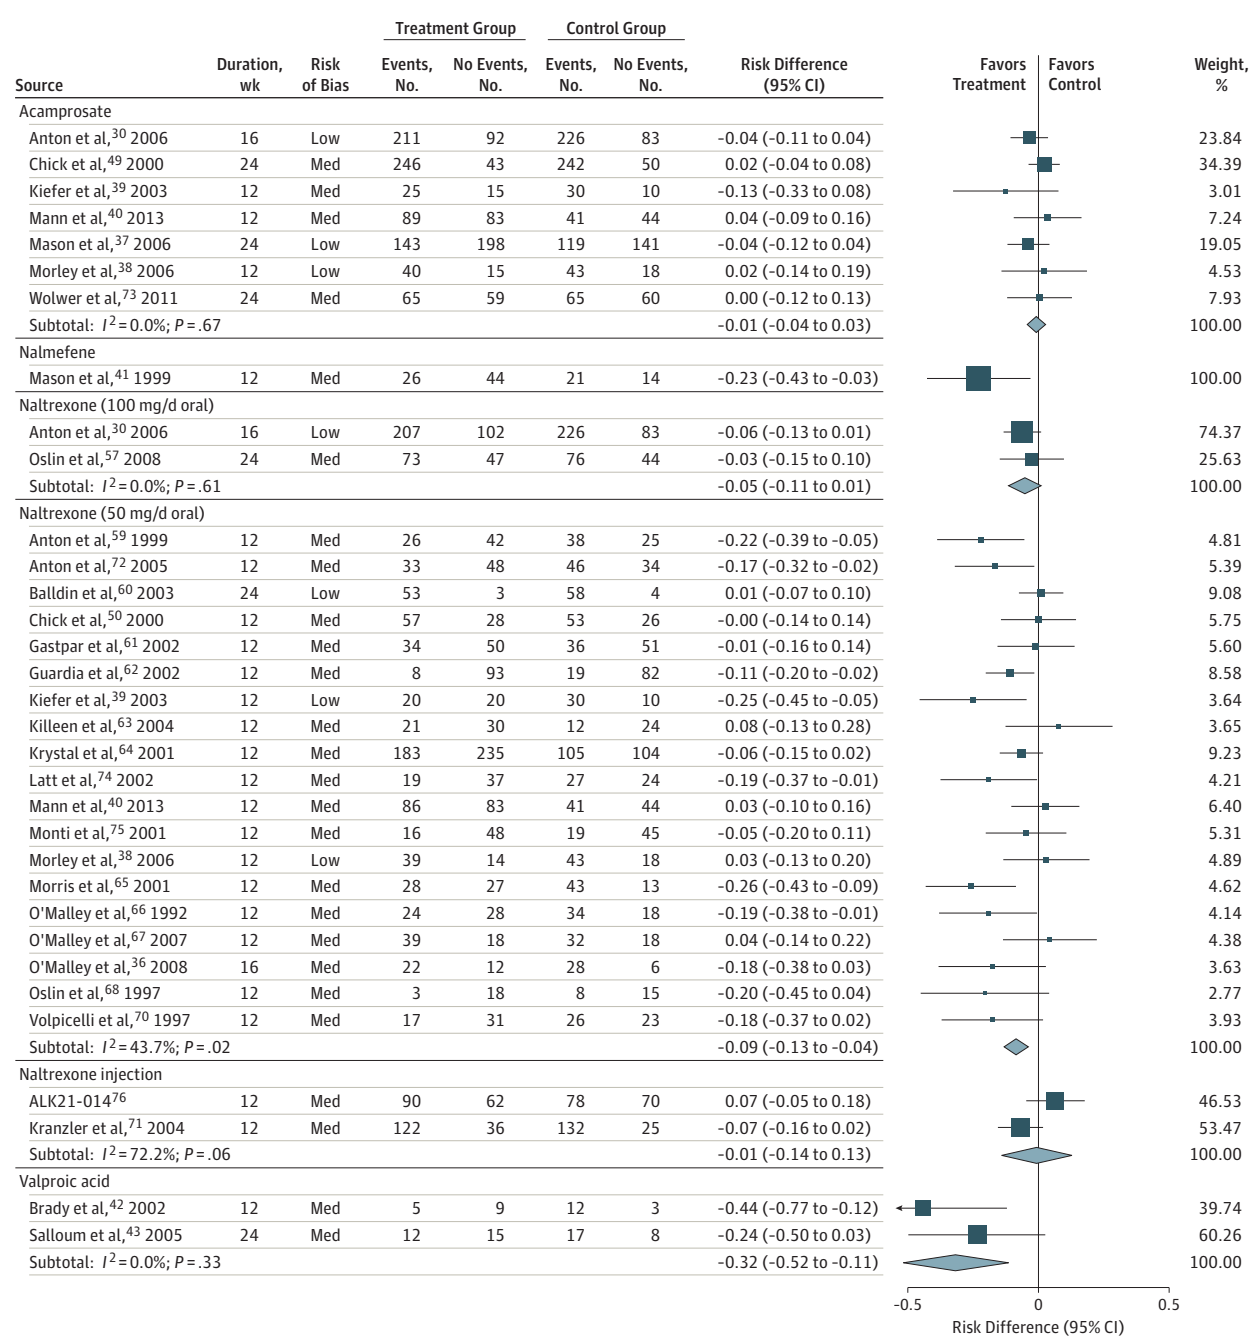 Treatment Group Control Group
Source Duration, wk Risk of Bias Events, No. No Events, No. Events, No. No Events, No. Risk Difference (95% CI) Favors Treatment Favors Control Weight, %
Acamprosate
Anton et al,30 2006 16 Low 211 92 226 83 -0.04 (-0.11 to 0.04) 23.84
Chick et al,49 2000 24 Med 246 43 242 50 0.02 (-0.04 to 0.08) 34.39
Kiefer et al,39 2003 12 Med 25 15 30 10 -0.13 (-0.33 to 0.08) 3.01
Mann et al,40 2013 12 Med 89 83 41 44 0.04 (-0.09 to 0.16) 7.24
Mason et al,37 2006 24 Low 143 198 119 141 -0.04 (-0.12 to 0.04) 19.05
Morley et al,38 2006 12 Low 40 15 43 18 0.02 (-0.14 to 0.19) 4.53
Wolwer et al,73 2011 24 Med 65 59 65 60 0.00 (-0.12 to 0.13) 7.93
Subtotal: I2=0.0%; P=.67 -0.01 (-0.04 to 0.03) 100.00
Nalmefene
Mason et al,41 1999 12 Med 26 44 21 14 -0.23 (-0.43 to -0.03) 100.00
Naltrexone (100 mg/d oral)
Anton et al,30 2006 16 Low 207 102 226 83 -0.06 (-0.13 to 0.01) 74.37
Oslin et al,57 2008 24 Med 73 47 76 44 -0.03 (-0.15 to 0.10) 25.63
Subtotal: I2=0.0%; P=.61 -0.05 (-0.11 to 0.01) 100.00
Naltrexone (50 mg/d oral)
Anton et al,59 1999 12 Med 26 42 38 25 -0.22 (-0.39 to -0.05) 4.81
Anton et al,72 2005 12 Med 33 48 46 34 -0.17 (-0.32 to -0.02) 5.39
Balldin et al,60 2003 24 Low 53 3 58 4 0.01 (-0.07 to 0.10) 9.08
Chick et al,50 2000 12 Med 57 28 53 26 -0.00 (-0.14 to 0.14) 5.75
Gastpar et al,61 2002 12 Med 34 50 36 51 -0.01 (-0.16 to 0.14) 5.60
Guardia et al,62 2002 12 Med 8 93 19 82 -0.11 (-0.20 to -0.02) 8.58
Kiefer et al,39 2003 12 Low 20 20 30 10 -0.25 (-0.45 to -0.05) 3.64
Killeen et al,63 2004 12 Med 21 30 12 24 0.08 (-0.13 to 0.28) 3.65
Krystal et al,64 2001 12 Med 183 235 105 104 -0.06 (-0.15 to 0.02) 9.23
Latt et al,74 2002 12 Med 19 37 27 24 -0.19 (-0.37 to -0.01) 4.21
Mann et al,40 2013 12 Med 86 83 41 44 0.03 (-0.10 to 0.16) 6.40
Monti et al,75 2001 12 Med 16 48 19 45 -0.05 (-0.20 to 0.11) 5.31
Morley et al,38 2006 12 Low 39 14 43 18 0.03 (-0.13 to 0.20) 4.89
Morris et al,65 2001 12 Med 28 27 43 13 -0.26 (-0.43 to -0.09) 4.62
O'Malley et al,66 1992 12 Med 24 28 34 18 -0.19 (-0.38 to -0.01) 4.14
O'Malley et al,67 2007 12 Med 39 18 32 18 0.04 (-0.14 to 0.22) 4.38
O'Malley et al,36 2008 16 Med 22 12 28 6 -0.18 (-0.38 to 0.03) 3.63
Oslin et al,68 1997 12 Med 3 18 8 15 -0.20 (-0.45 to 0.04) 2.77
Volpicelli et al,70 1997 12 Med 17 31 26 23 -0.18 (-0.37 to 0.02) 3.93
Subtotal: I2=43.7%; P=.02 -0.09 (-0.13 to -0.04) 100.00
Naltrexone injection
ALK21-01476 12 Med 90 62 78 70 0.07 (-0.05 to 0.18) 46.53
Kranzler et al,71 2004 12 Med 122 36 132 25 -0.07 (-0.16 to 0.02) 53.47
Subtotal: I2=72.2%; P=.06 -0.01 (-0.14 to 0.13) 100.00
Valproic acid
Brady et al,42 2002 12 Med 5 9 12 3 -0.44 (-0.77 to -0.12) 39.74
Salloum et al,43 2005 24 Med 12 15 17 8 -0.24 (-0.50 to 0.03) 60.26
Subtotal: I2=0.0%; P=.33 -0.32 (-0.52 to -0.11) 100.00
-0.5 0 0.5
Risk Difference (95% CI)